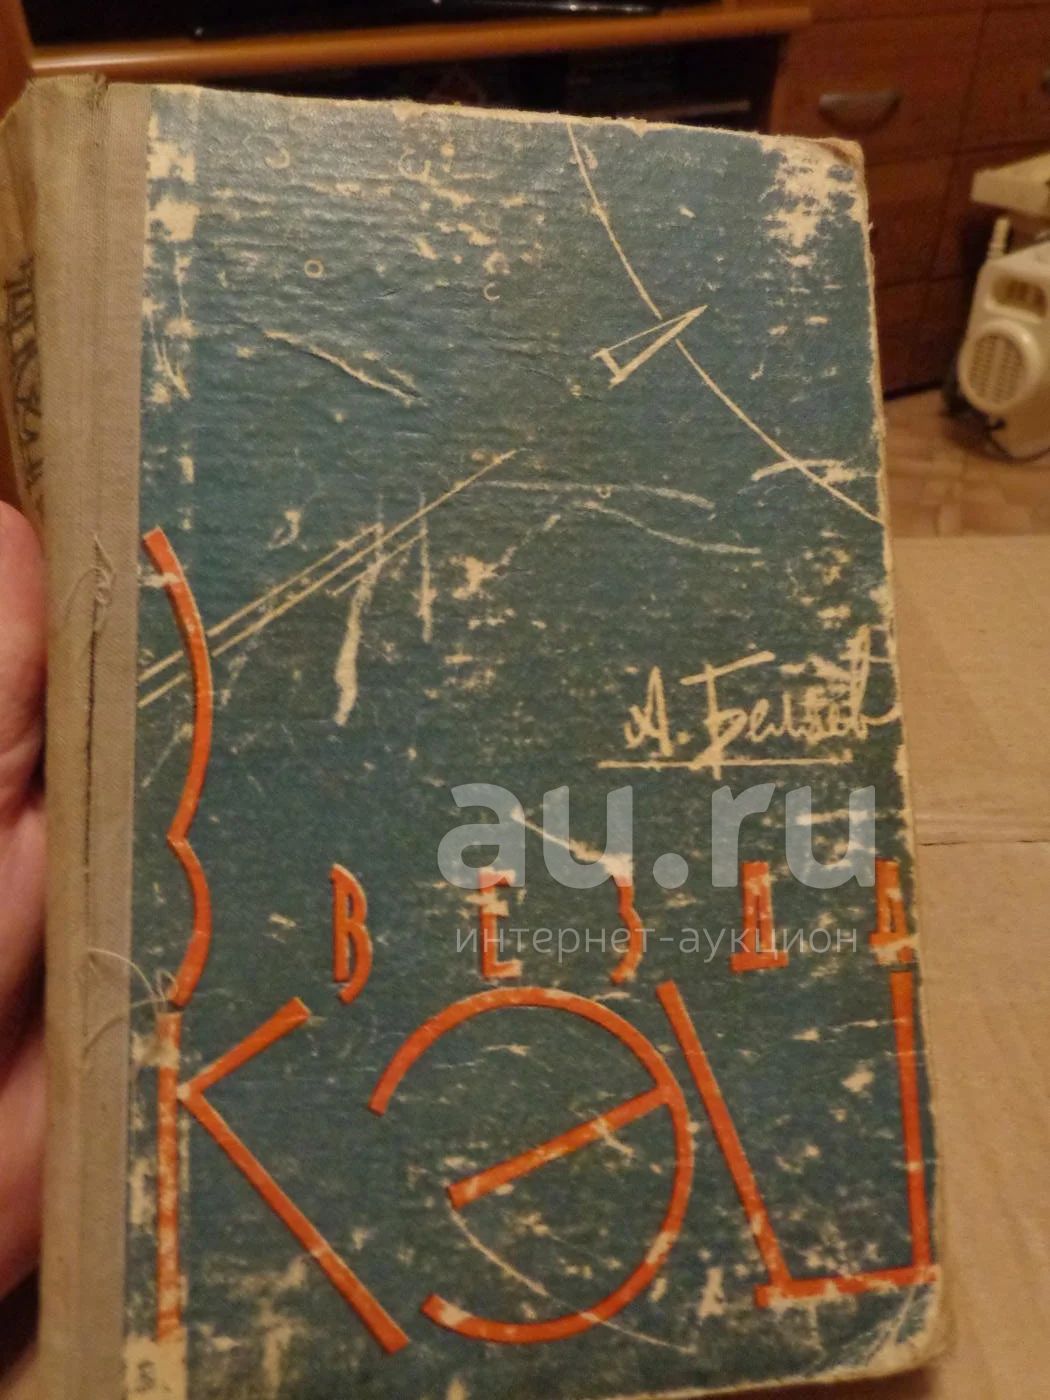 А. Беляев
au.ru
ЗВЕЗДА
интернет-аукцион
КЭЦ